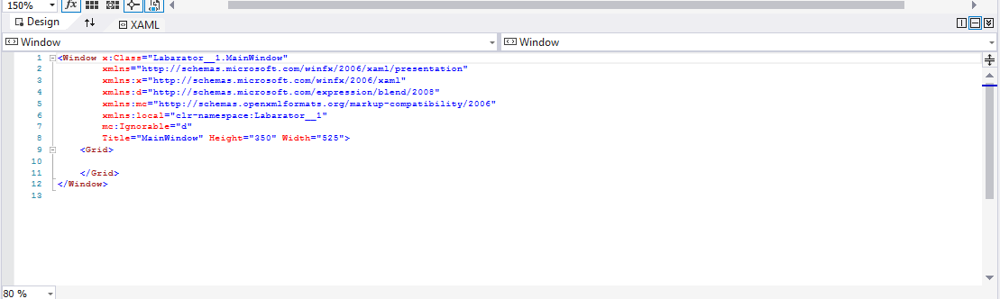 150%
Design
XAML
Window
Window
1 <Window x:Class="Labarator__1.MainWindow"
2 xmlns="http://schemas.microsoft.com/winfx/2006/xaml/presentation"
3 xmlns:x="http://schemas.microsoft.com/winfx/2006/xaml"
4 xmlns:d="http://schemas.microsoft.com/expression/blend/2008"
5 xmlns:mc="http://schemas.openxmlformats.org/markup-compatibility/2006"
6 xmlns:local="clr-namespace:Labarator__1"
7 mc:Ignorable="d"
8 Title="MainWindow" Height="350" Width="525">
9 <Grid>
10
11 </Grid>
12 </Window>
13
80 %